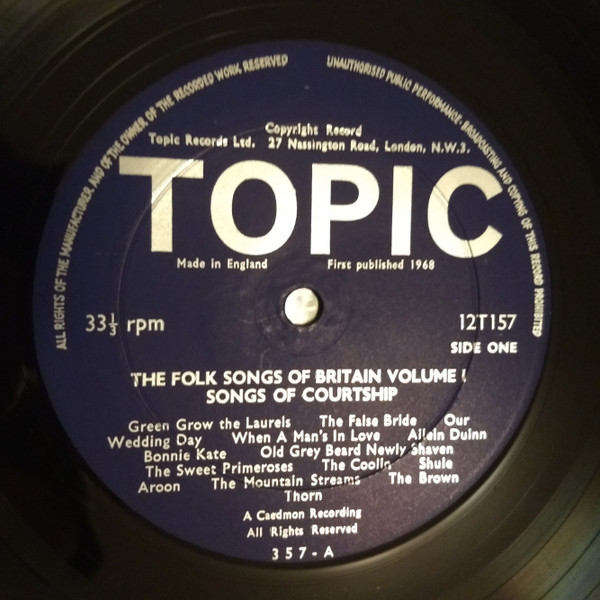 ALL RIGHTS OF THE MANUFACTURER, AND OF THE OWNER OF THE RECORDED WORK, RESERVED
UNAUTHORISED PUBLIC PERFORMANCE· BROADCASTING AND COPYING OF THIS RECORD PROHIBITED
Copyright Record
Topic Records Ltd. 27 Nassington Road, London, N.W.3.
TOPIC
Made in England First published 1968
33⅓ rpm 12T157
SIDE ONE
THE FOLK SONGS OF BRITAIN VOLUME I
SONGS OF COURTSHIP
Green Grow the Laurels The False Bride Our
Wedding Day When A Man's In Love Ailein Duinn
Bonnie Kate Old Grey Beard Newly Shaven
The Sweet Primeroses The Coolin Shule
Aroon The Mountain Streams The Brown
Thorn
A Caedmon Recording
All Rights Reserved
357-A